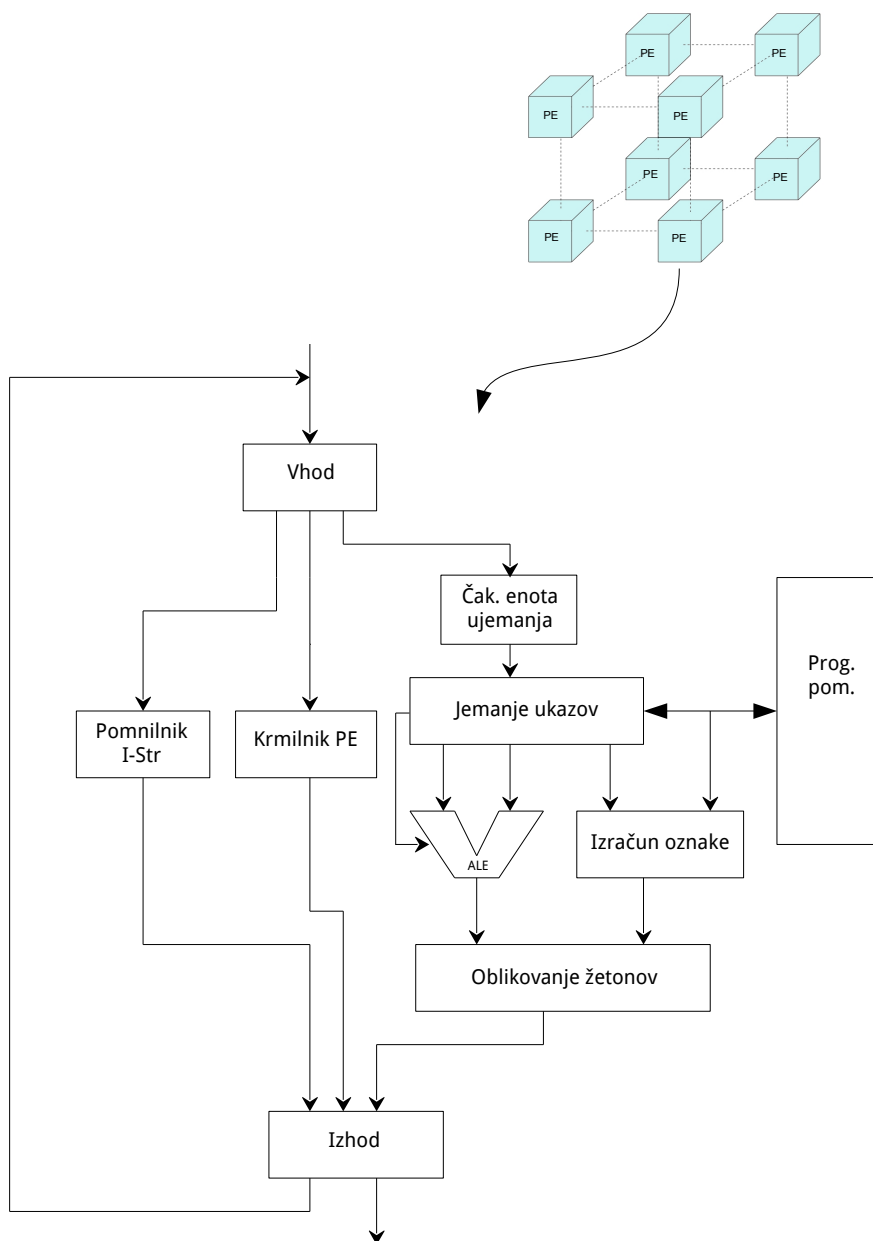 PE
PE
PE
PE
PE
PE
PE
PE
Vhod
Čak. enota
ujemanja
Prog.
pom.
Jemanje ukazov
Pomnilnik
I-Str
Krmilnik PE
Izračun oznake
ALE
Oblikovanje žetonov
Izhod